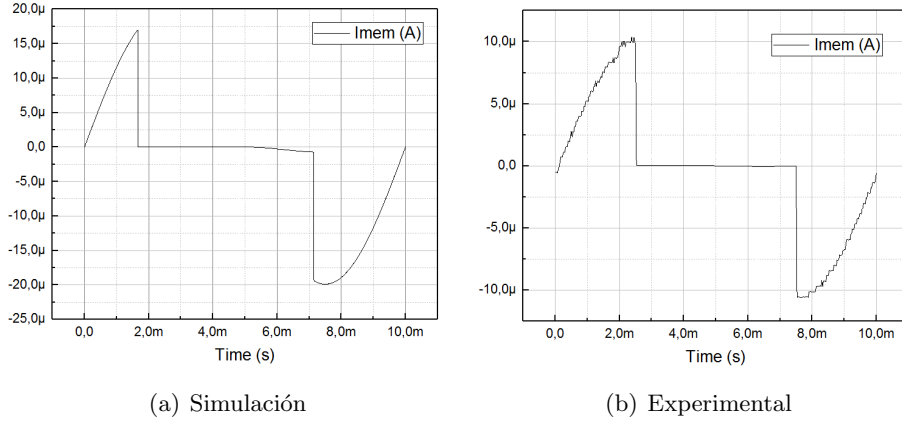 20,0µ
15,0µ
10,0µ
5,0µ
0,0
-5,0µ
-10,0µ
-15,0µ
-20,0µ
-25,0µ
Imem (A)
0,0 2,0m 4,0m 6,0m 8,0m 10,0m
Time (s)
(a) Simulación
10,0µ
5,0µ
0,0
-5,0µ
-10,0µ
Imem (A)
0,0 2,0m 4,0m 6,0m 8,0m 10,0m
Time (s)
(b) Experimental